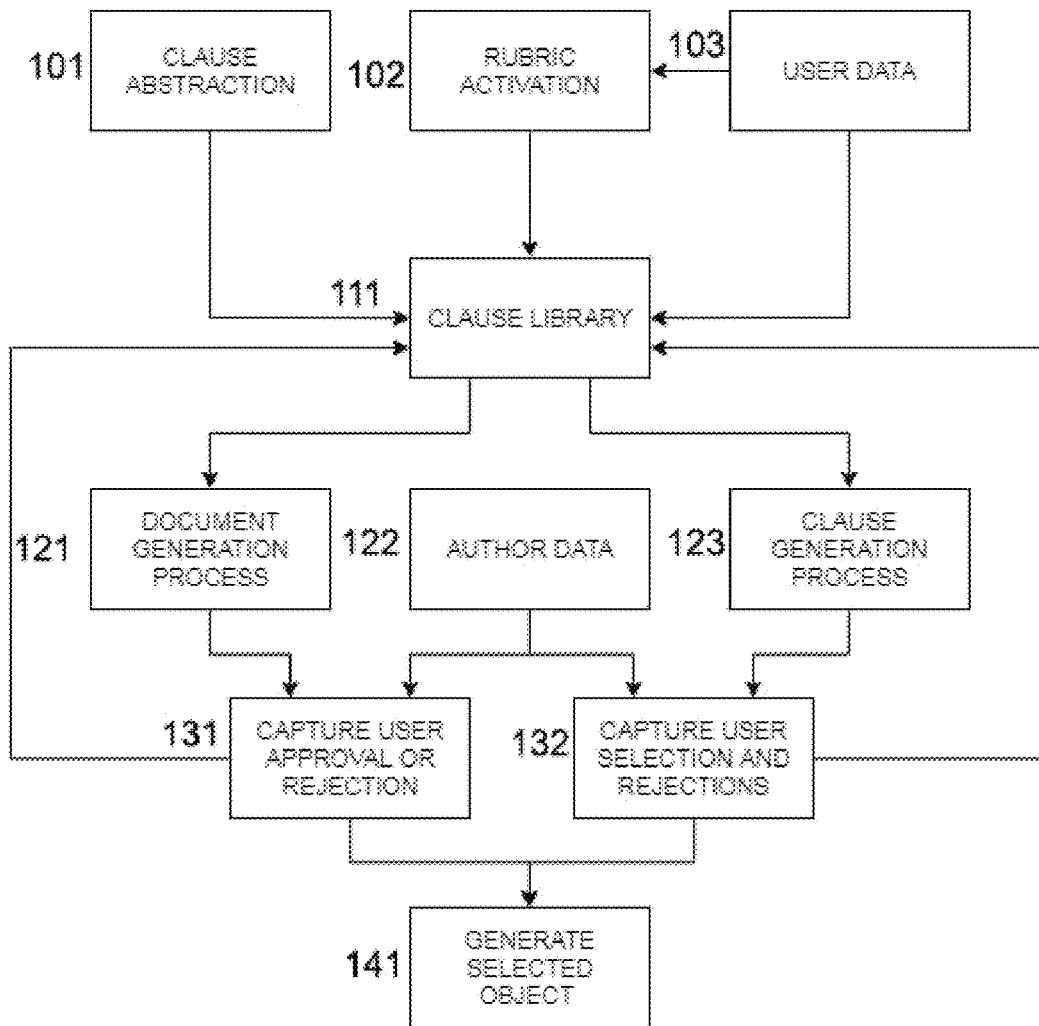 101
CLAUSE
ABSTRACTION
102
RUBRIC
ACTIVATION
103
USER DATA
111
CLAUSE LIBRARY
121
DOCUMENT
GENERATION
PROCESS
122
AUTHOR DATA
123
CLAUSE
GENERATION
PROCESS
131
CAPTURE USER
APPROVAL OR
REJECTION
132
CAPTURE USER
SELECTION AND
REJECTIONS
141
GENERATE
SELECTED
OBJECT